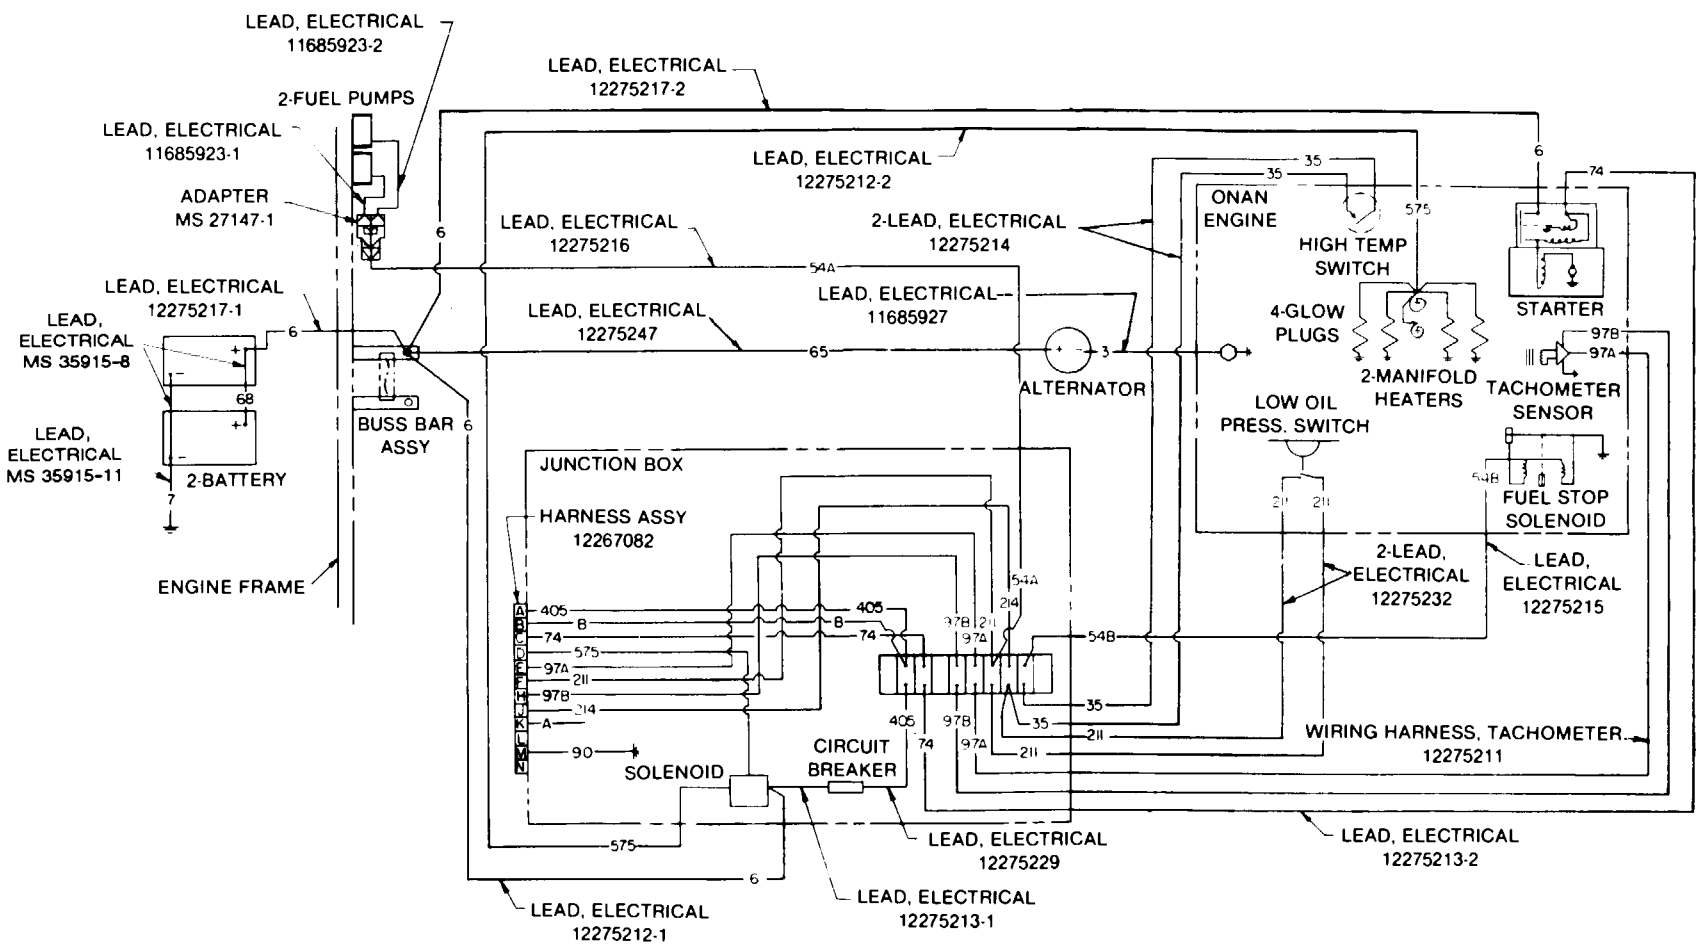 LEAD, ELECTRICAL
11685923-2
LEAD, ELECTRICAL
12275217-2
2-FUEL PUMPS
LEAD, ELECTRICAL
11685923-1
LEAD, ELECTRICAL
12275212-2
35
35
6
74
ADAPTER
MS 27147-1
ONAN
ENGINE
575
LEAD, ELECTRICAL
12275216
2-LEAD, ELECTRICAL
12275214
6
HIGH TEMP
SWITCH
54A
LEAD, ELECTRICAL
12275217-1
LEAD, ELECTRICAL
11685927
STARTER
LEAD,
ELECTRICAL
MS 35915-8
6
LEAD, ELECTRICAL
12275247
4-GLOW
PLUGS
97B
97A
+
-
65
+
-
3
ALTERNATOR
2-MANIFOLD
HEATERS
TACHOMETER
SENSOR
68
+
-
BUSS BAR
ASSY
6
LOW OIL
PRESS. SWITCH
LEAD,
ELECTRICAL
MS 35915-11
2-BATTERY
7
JUNCTION BOX
54B
FUEL STOP
SOLENOID
211
211
HARNESS ASSY
12267082
2-LEAD,
ELECTRICAL
12275232
LEAD,
ELECTRICAL
12275215
ENGINE FRAME
54A
214
A
405
405
B
B
B
97B
211
C
74
74
97A
54B
D
575
E
97A
F
211
H
97B
J
214
K
A
L
M
90
N
35
405
97B
35
74
97A
211
211
WIRING HARNESS, TACHOMETER
12275211
SOLENOID
CIRCUIT
BREAKER
575
LEAD, ELECTRICAL
12275229
LEAD, ELECTRICAL
12275213-2
6
LEAD, ELECTRICAL
12275213-1
LEAD, ELECTRICAL
12275212-1